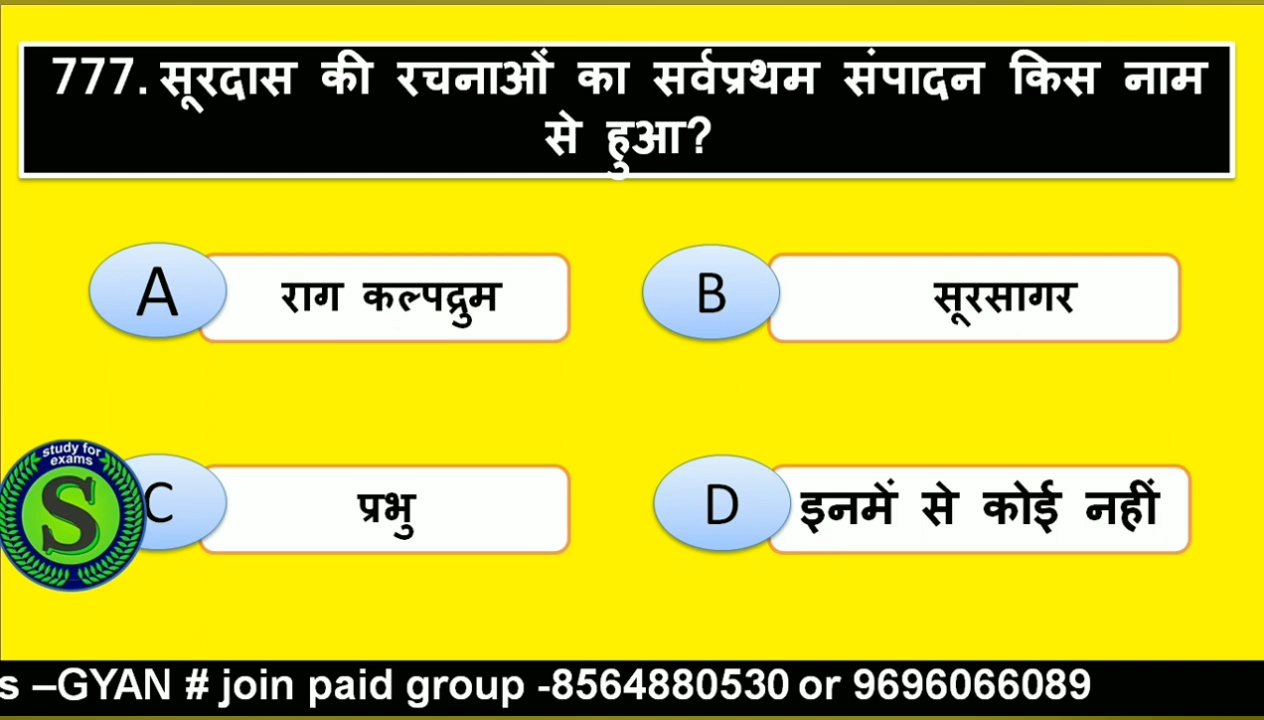 777. सूरदास की रचनाओं का सर्वप्रथम संपादन किस नाम
से हुआ?
A राग कल्पद्रुम
B सूरसागर
study for
exams
S
C प्रभु
D इनमें से कोई नहीं
s –GYAN # join paid group -8564880530 or 9696066089